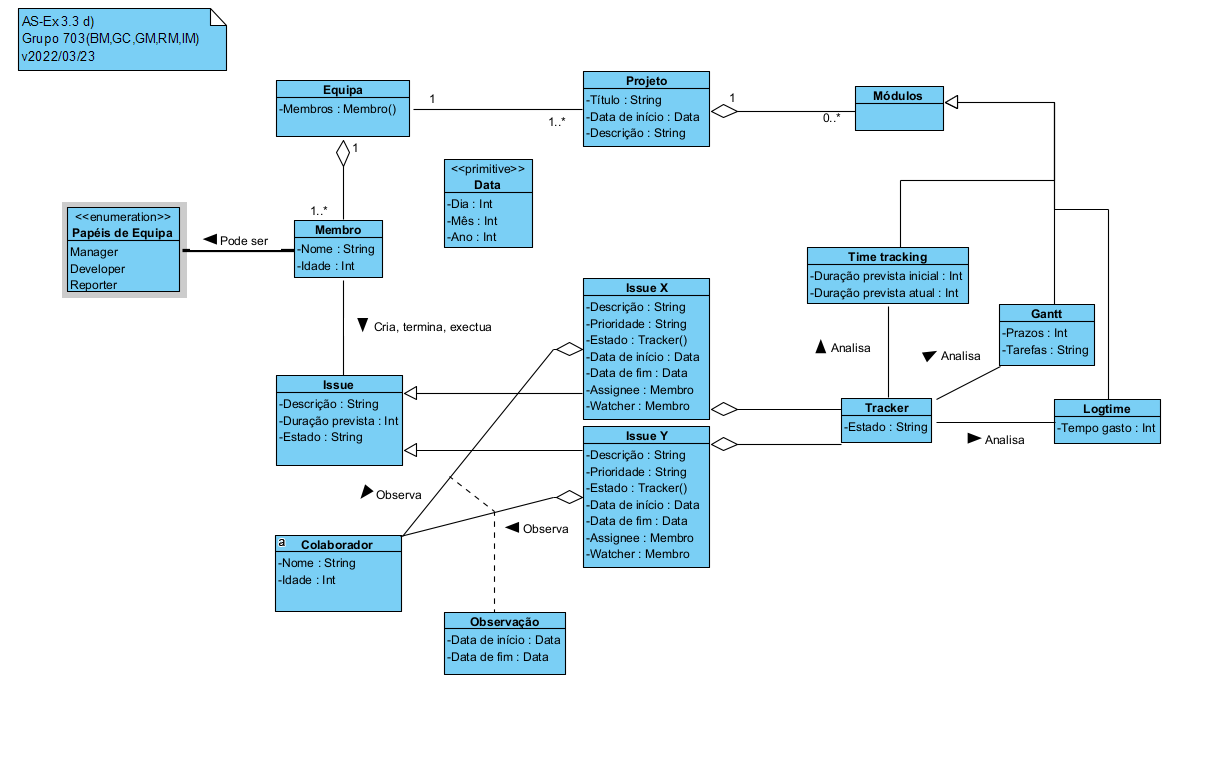 AS-Ex 3.3 d)
Grupo 703(BM,GC,GM,RM,IM)
v2022/03/23
Equipa
-Membros : Membro()
1
1..*
Projeto
-Título : String
-Data de início : Data
-Descrição : String
1
0..*
Módulos
1
1..*
<<primitive>>
Data
-Dia : Int
-Mês : Int
-Ano : Int
<<enumeration>>
Papéis de Equipa
Manager
Developer
Reporter
Pode ser
Membro
-Nome : String
-Idade : Int
Cria, termina, exectua
Time tracking
-Duração prevista inicial : Int
-Duração prevista atual : Int
Issue X
-Descrição : String
-Prioridade : String
-Estado : Tracker()
-Data de início : Data
-Data de fim : Data
-Assignee : Membro
-Watcher : Membro
Gantt
-Prazos : Int
-Tarefas : String
Analisa
Analisa
Issue
-Descrição : String
-Duração prevista : Int
-Estado : String
Tracker
-Estado : String
Analisa
Logtime
-Tempo gasto : Int
Issue Y
-Descrição : String
-Prioridade : String
-Estado : Tracker()
-Data de início : Data
-Data de fim : Data
-Assignee : Membro
-Watcher : Membro
Observa
Observa
a
Colaborador
-Nome : String
-Idade : Int
Observação
-Data de início : Data
-Data de fim : Data